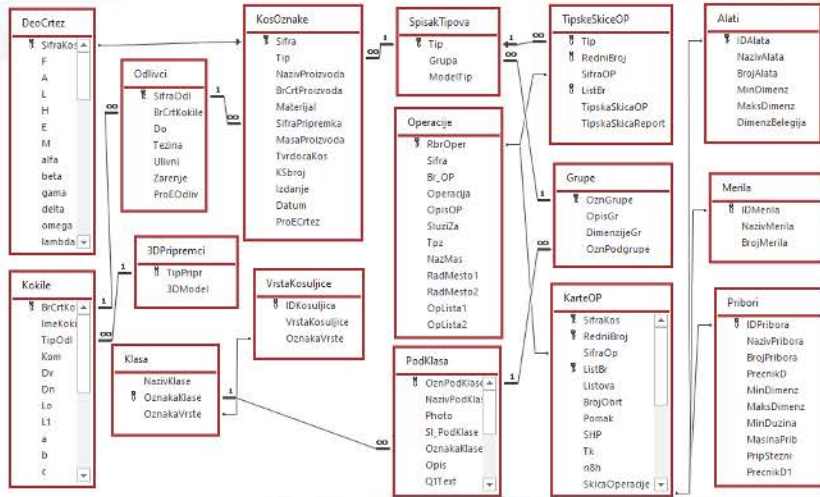 DeoCrtez
SifraKos
F
A
L
H
E
M
alfa
beta
gama
delta
omega
lambda
Odlivci
SifraOdl
BrCrtKokile
Do
Tezina
Ulivni
Zarenje
ProEOdliv
KosOznake
Sifra
Tip
NazivProizvoda
BrCrtProizvoda
Materijal
SifraPripremka
MasaProizvoda
TvrdocaKos
KSbroj
Izdanje
Datum
ProECrtez
SpisakTipova
Tip
Grupa
ModelTip
TipskeSkiceOP
Tip
RedniBroj
SifraOP
ListBr
TipskaSkicaOP
TipskaSkicaReport
Alati
IDAlata
NazivAlata
BrojAlata
MinDimenz
MaksDimenz
DimenzBelegija
Operacije
RbrOper
Sifra
Br_OP
Operacija
OpisOP
SluziZa
Tpz
NazMas
RadMesto1
RadMesto2
OpLista1
OpLista2
Grupe
OznGrupe
OpisGr
DimenzijeGr
OznPodgrupe
Merila
IDMerila
NazivMerila
BrojMerila
3DPripremci
TipPripr
3DModel
Kokile
BrCrtKo
ImeKokil
TipOdl
Kom
Dv
Dn
Lo
L1
a
b
c
VrstaKosuljice
IDKosuljica
VrstaKosuljice
OznakaVrste
Klasa
NazivKlase
OznakaKlase
OznakaVrste
PodKlasa
OznPodKlase
NazivPodKlas
Photo
Sl_PodKlase
OznakaKlase
Opis
Q1Text
KarteOP
SifraKos
RedniBroj
SifraOp
ListBr
Listova
BrojObrt
Pomak
SHP
Tk
n8h
SkicaOperacije
Pribori
IDPribora
NazivPribora
BrojPribora
PrecnikD
MinDimenz
MaksDimenz
MinDuzina
MasinaPrib
PripStezni
PrecnikD1